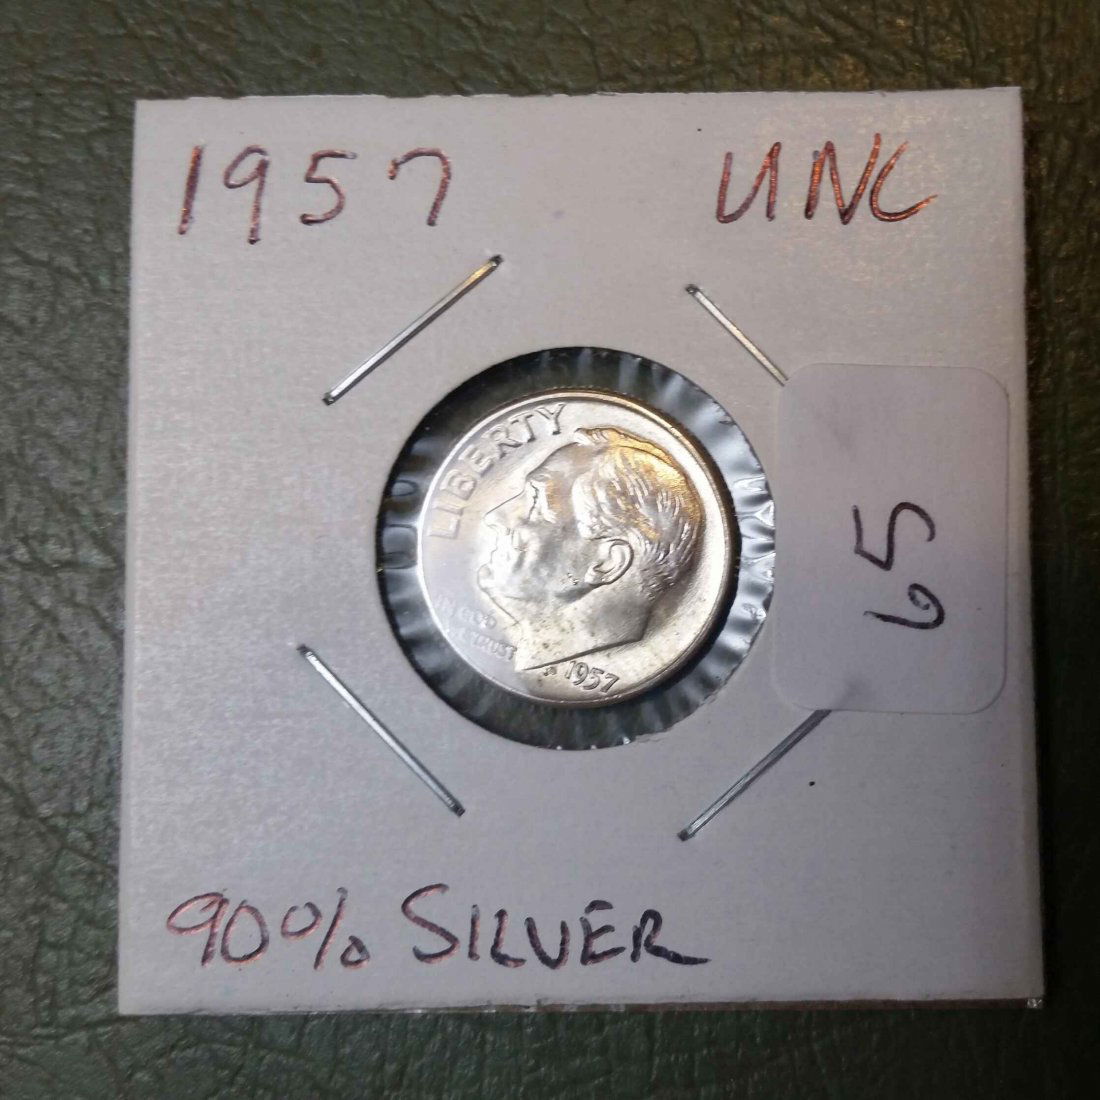 1957 UNC
LIBERTY
IN GOD
WE TRUST
1957
65
90% SILVER